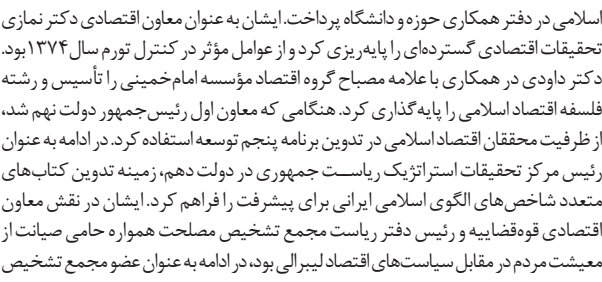 اسلامی در دفتر همکاری حوزه و دانشگاه پرداخت. ایشان به عنوان معاون اقتصادی دکتر نمازی
تحقیقات اقتصادی گسترده‌ای را پایه‌ریزی کرد و از عوامل مؤثر در کنترل تورم سال ۱۳۷۴ بود.
دکتر داودی در همکاری با علامه مصباح گروه اقتصاد مؤسسه امام‌خمینی را تأسیس و رشته
فلسفه اقتصاد اسلامی را پایه‌گذاری کرد. هنگامی که معاون اول رئیس‌جمهور دولت نهم شد،
از ظرفیت محققان اقتصاد اسلامی در تدوین برنامه پنجم توسعه استفاده کرد. در ادامه به عنوان
رئیس مرکز تحقیقات استراتژیک ریاست جمهوری در دولت دهم، زمینه تدوین کتاب‌های
متعدد شاخص‌های الگوی اسلامی ایرانی برای پیشرفت را فراهم کرد. ایشان در نقش معاون
اقتصادی قوه‌قضاییه و رئیس دفتر ریاست مجمع تشخیص مصلحت همواره حامی صیانت از
معیشت مردم در مقابل سیاست‌های اقتصاد لیبرالی بود، در ادامه به عنوان عضو مجمع تشخیص